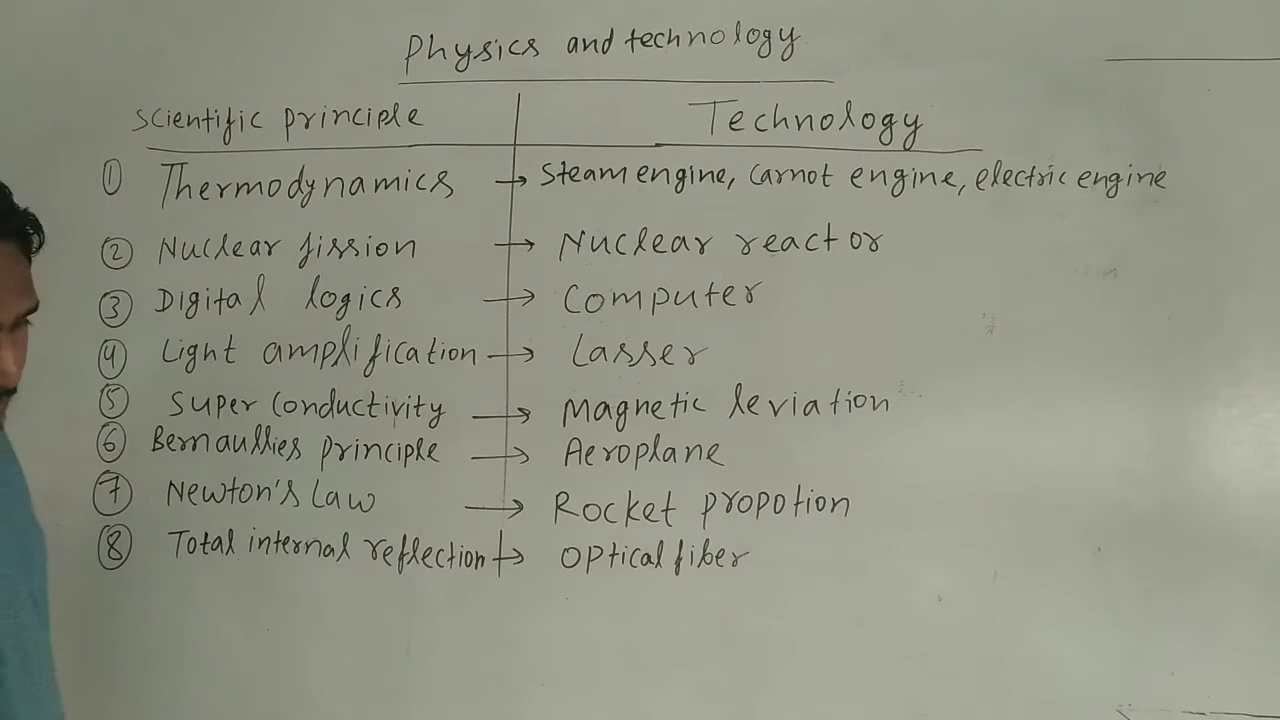 Physics and technology
Scientific principle Technology
① Thermodynamics → Steam engine, Carnot engine, electric engine
② Nuclear fission → Nuclear reactor
③ Digital logics → Computer
④ Light amplification → Lasser
⑤ Super Conductivity → Magnetic leviation
⑥ Bernaullies principle → Aeroplane
⑦ Newton's Law → Rocket propotion
⑧ Total internal reflection → Optical fiber